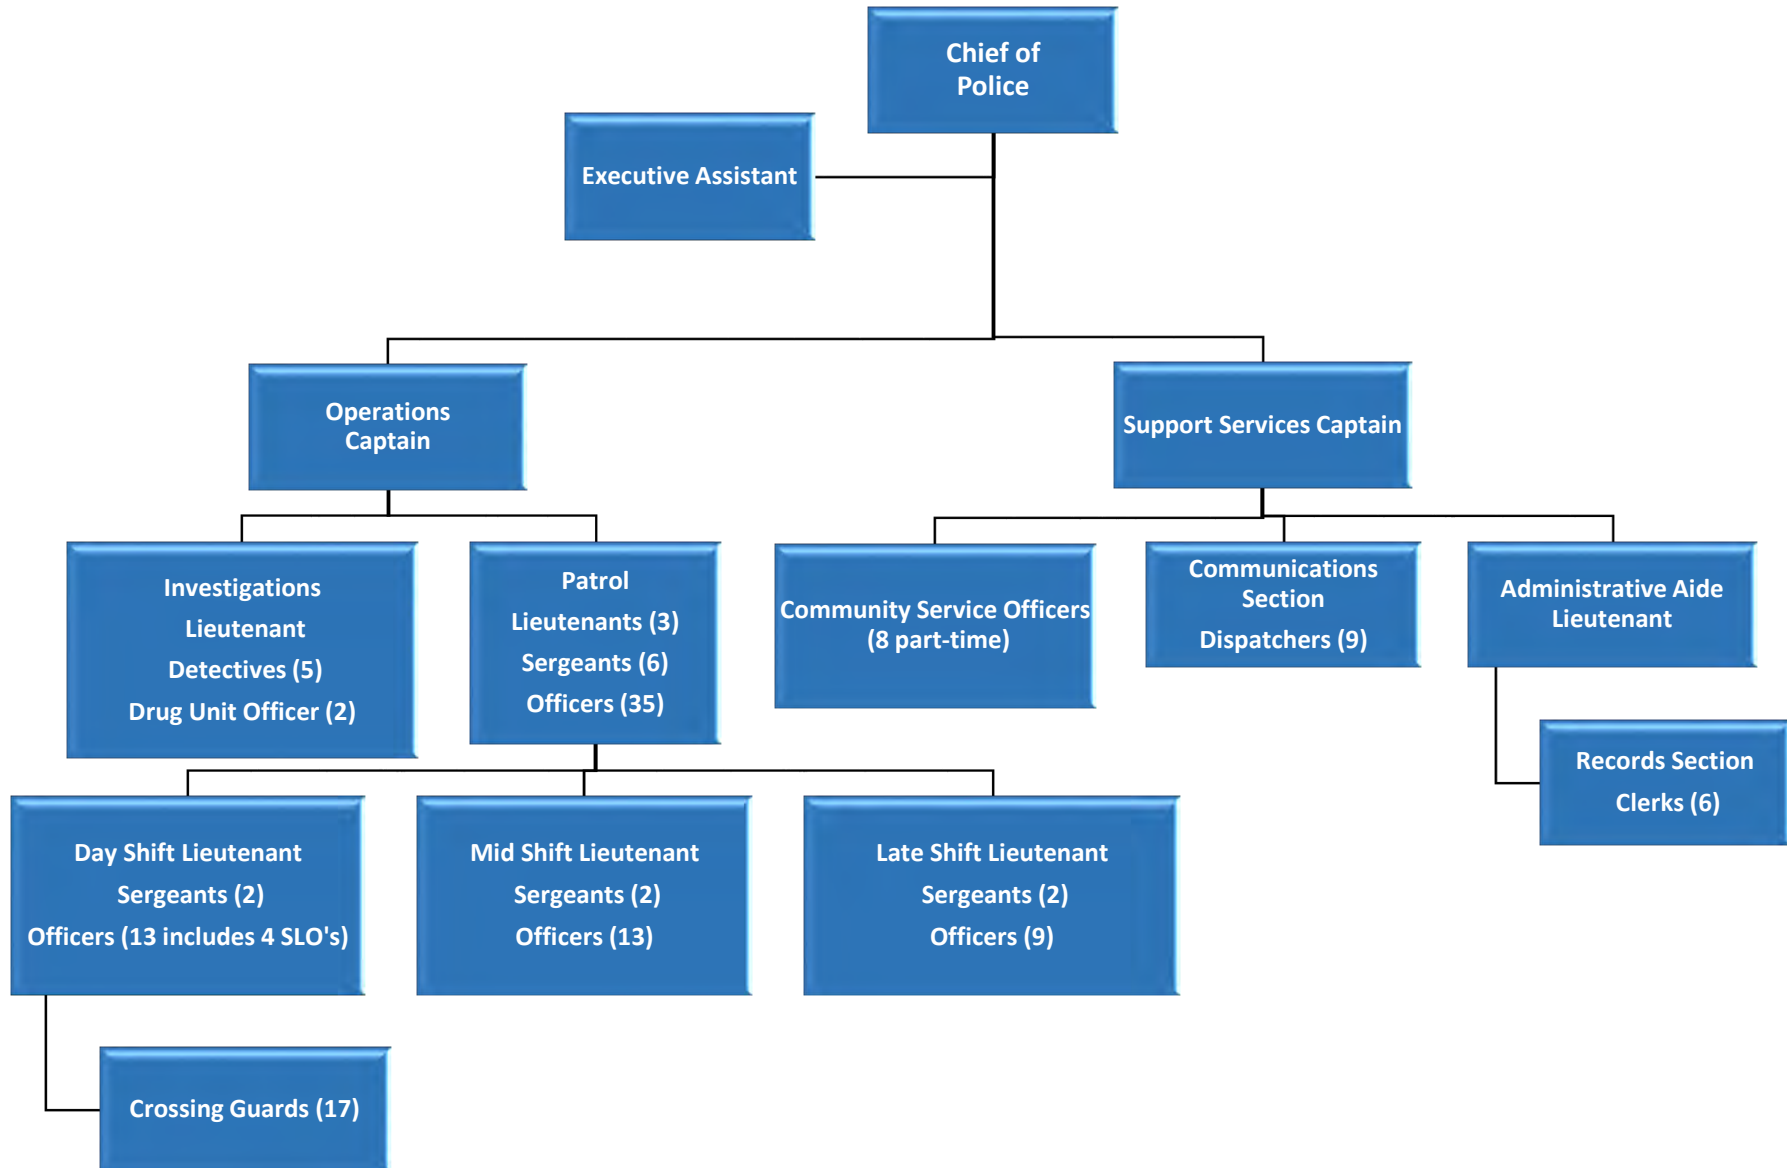 Chief of
Police
Executive Assistant
Operations
Captain
Support Services Captain
Investigations
Lieutenant
Detectives (5)
Drug Unit Officer (2)
Patrol
Lieutenants (3)
Sergeants (6)
Officers (35)
Community Service Officers
(8 part-time)
Communications
Section
Dispatchers (9)
Administrative Aide
Lieutenant
Records Section
Clerks (6)
Day Shift Lieutenant
Sergeants (2)
Officers (13 includes 4 SLO's)
Mid Shift Lieutenant
Sergeants (2)
Officers (13)
Late Shift Lieutenant
Sergeants (2)
Officers (9)
Crossing Guards (17)